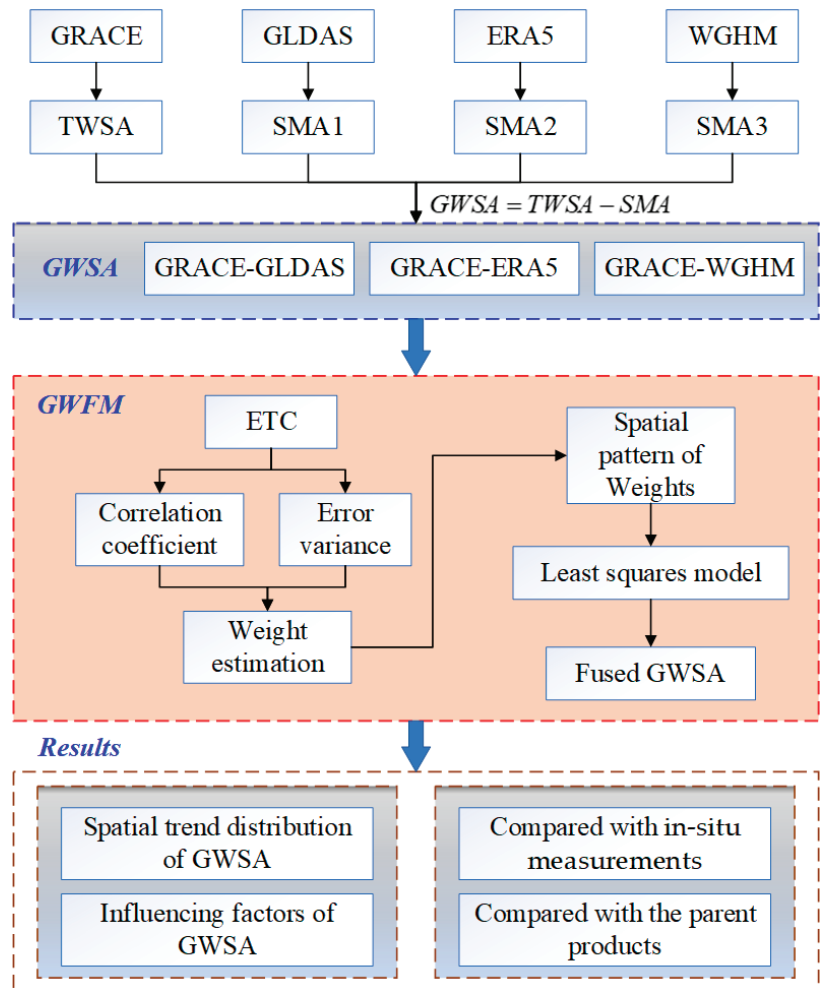 GRACE
GLDAS
ERA5
WGHM
TWSA
SMA1
SMA2
SMA3
GWSA = TWSA − SMA
GWSA
GRACE-GLDAS
GRACE-ERA5
GRACE-WGHM
GWFM
ETC
Correlation
coefficient
Error
variance
Weight
estimation
Spatial
pattern of
Weights
Least squares model
Fused GWSA
Results
Spatial trend distribution
of GWSA
Influencing factors of
GWSA
Compared with in-situ
measurements
Compared with the parent
products